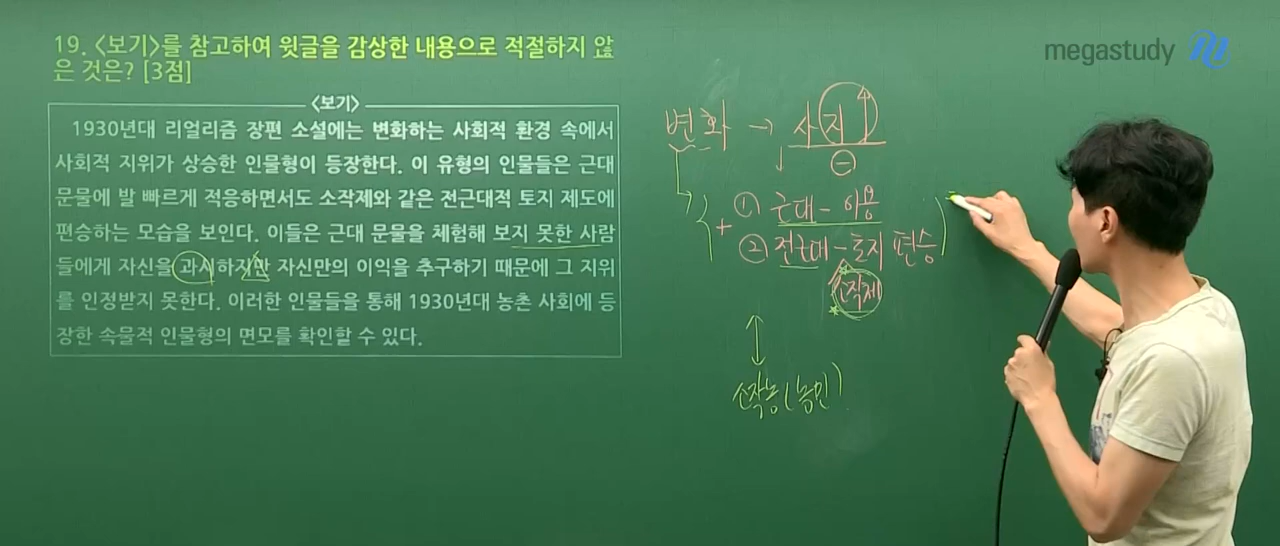 19. <보기>를 참고하여 윗글을 감상한 내용으로 적절하지 않
은 것은? [3점]
<보기>
1930년대 리얼리즘 장편 소설에는 변화하는 사회적 환경 속에서
사회적 지위가 상승한 인물형이 등장한다. 이 유형의 인물들은 근대
문물에 발 빠르게 적응하면서도 소작제와 같은 전근대적 토지 제도에
편승하는 모습을 보인다. 이들은 근대 문물을 체험해 보지 못한 사람
들에게 자신을 과시하지만 자신만의 이익을 추구하기 때문에 그 지위
를 인정받지 못한다. 이러한 인물들을 통해 1930년대 농촌 사회에 등
장한 속물적 인물형의 면모를 확인할 수 있다.
megastudy
변화 → 사지↑
⊖
+ ① 근대 - 이용
② 전근대 - 토지 편승
소작제
↕
소작농(농민)